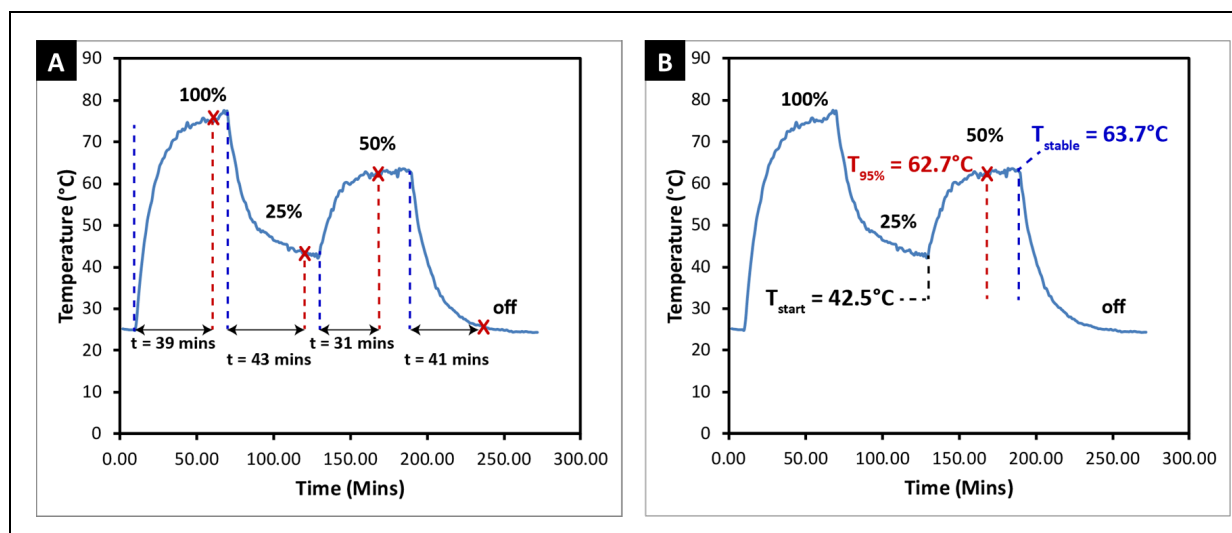 A
90
80
70
60
50
40
30
20
10
0
Temperature (°C)
100%
25%
50%
off
t = 39 mins
t = 43 mins
t = 31 mins
t = 41 mins
0.00 50.00 100.00 150.00 200.00 250.00 300.00
Time (Mins)
B
90
80
70
60
50
40
30
20
10
0
Temperature (°C)
100%
25%
50%
off
T95% = 62.7°C
Tstable = 63.7°C
Tstart = 42.5°C
0.00 50.00 100.00 150.00 200.00 250.00 300.00
Time (Mins)